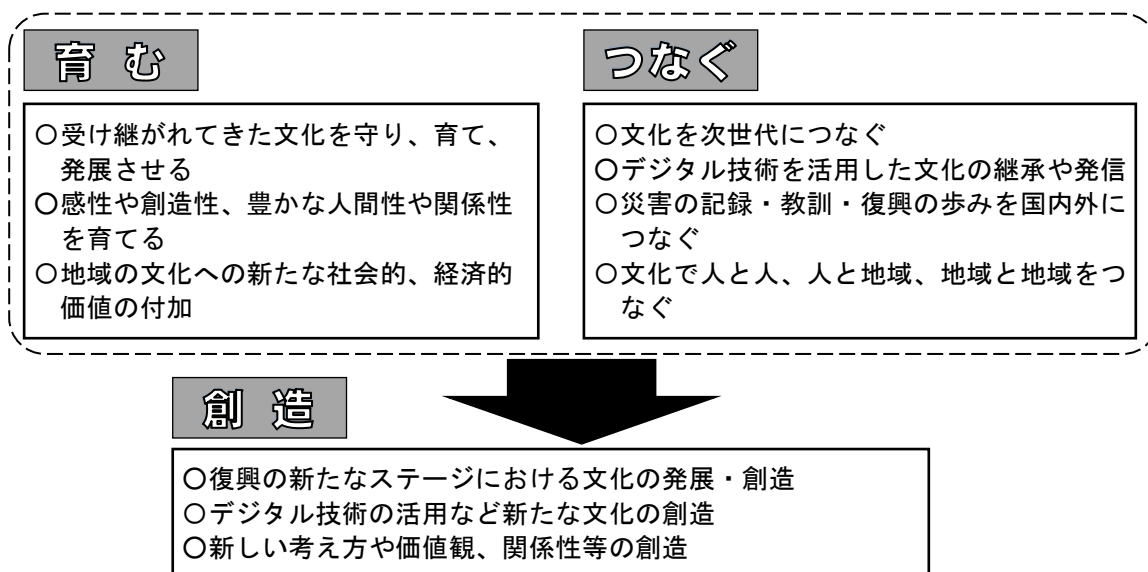 育 む
○受け継がれてきた文化を守り、育て、
発展させる
○感性や創造性、豊かな人間性や関係性
を育てる
○地域の文化への新たな社会的、経済的
価値の付加
つなぐ
○文化を次世代につなぐ
○デジタル技術を活用した文化の継承や発信
○災害の記録・教訓・復興の歩みを国内外に
つなぐ
○文化で人と人、人と地域、地域と地域をつ
なぐ
創 造
○復興の新たなステージにおける文化の発展・創造
○デジタル技術の活用など新たな文化の創造
○新しい考え方や価値観、関係性等の創造